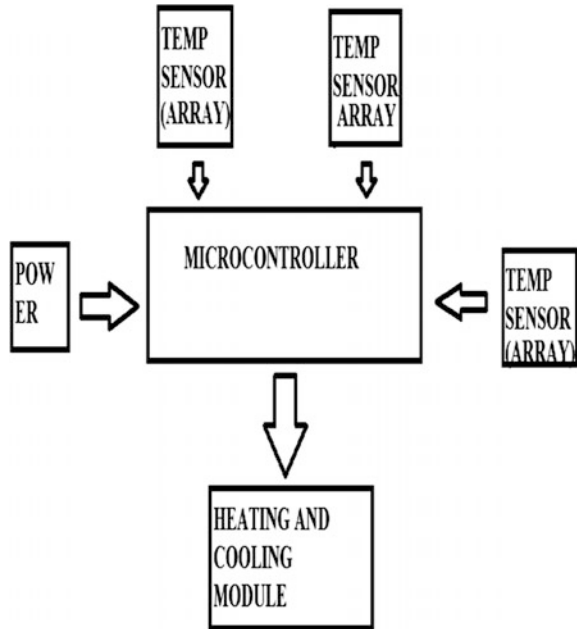 TEMP
SENSOR
(ARRAY)
TEMP
SENSOR
ARRAY
MICROCONTROLLER
POW
ER
TEMP
SENSOR
(ARRAY)
HEATING AND
COOLING
MODULE